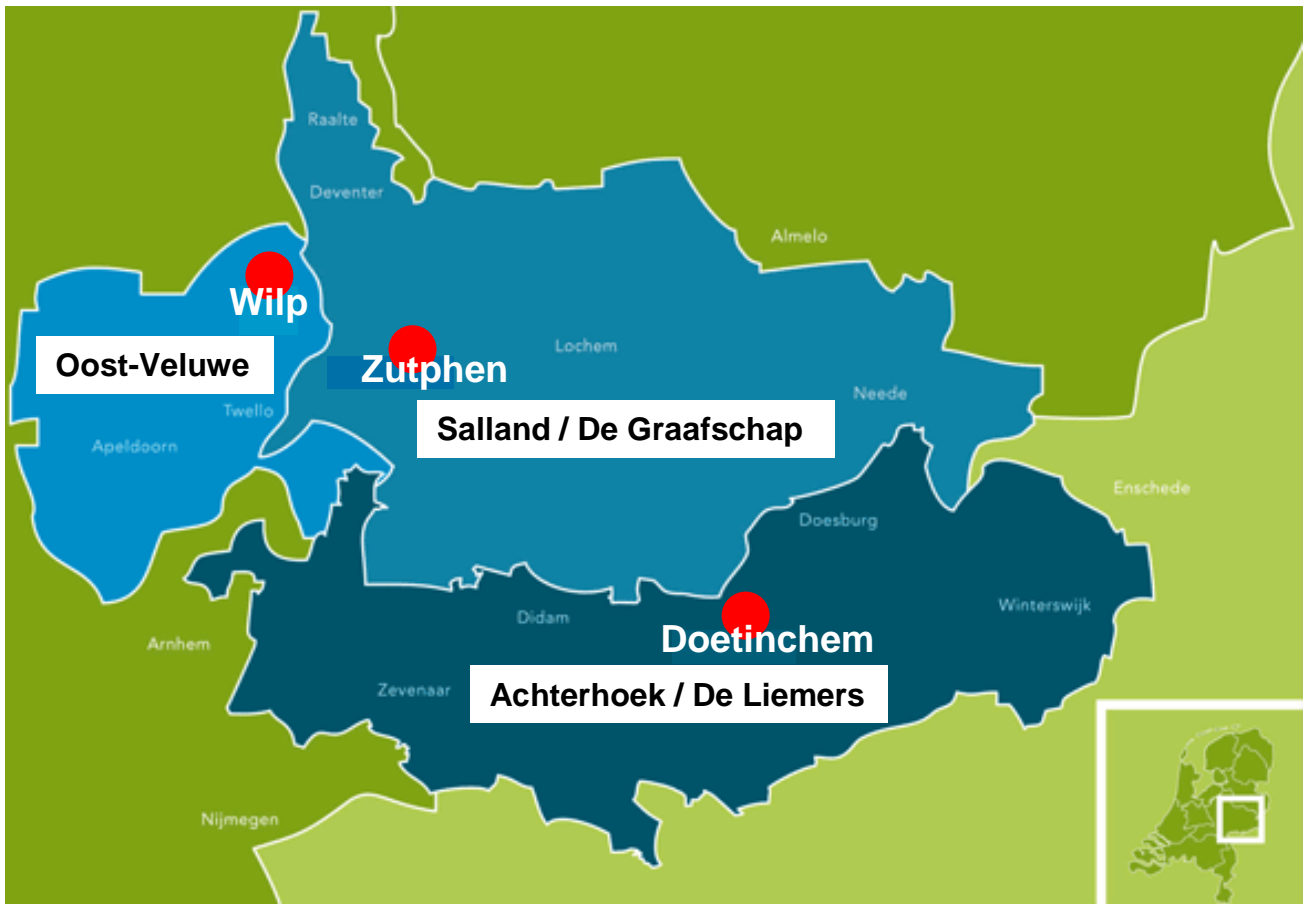 Raalte
Deventer
Almelo
Wilp
Lochem
Oost-Veluwe
Zutphen
Neede
Twello
Salland / De Graafschap
Apeldoorn
Enschede
Doesburg
Winterswijk
Didam
Arnhem
Doetinchem
Zevenaar
Achterhoek / De Liemers
Nijmegen